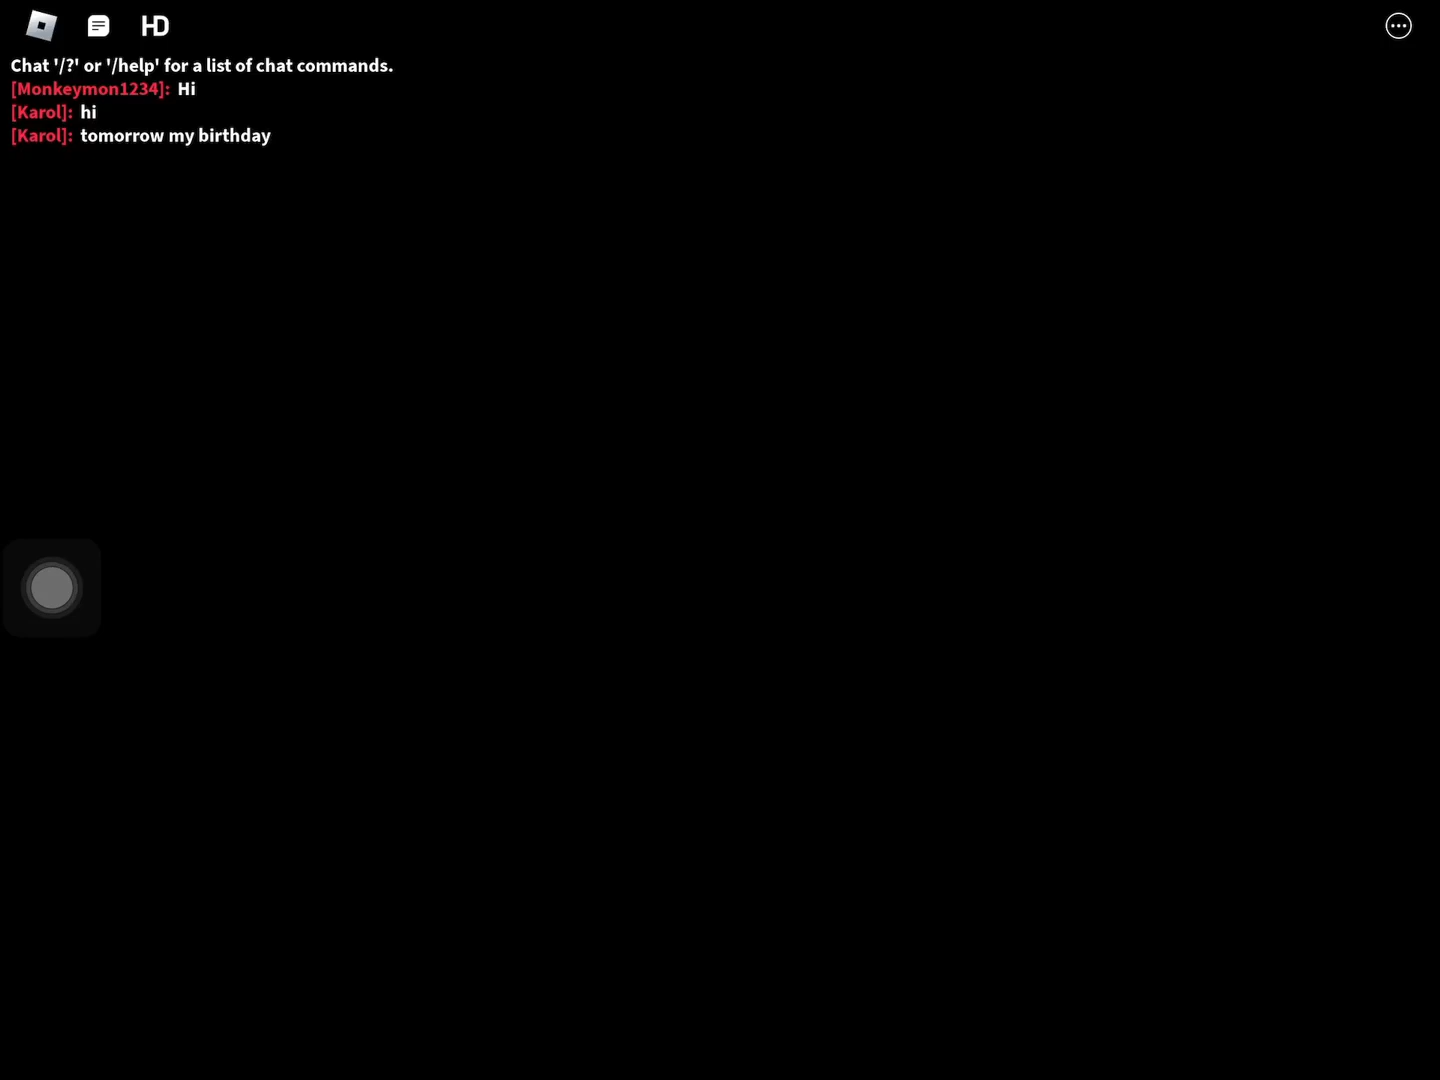 HD
Chat '/?' or '/help' for a list of chat commands.
[Monkeymon1234]: Hi
[Karol]: hi
[Karol]: tomorrow my birthday